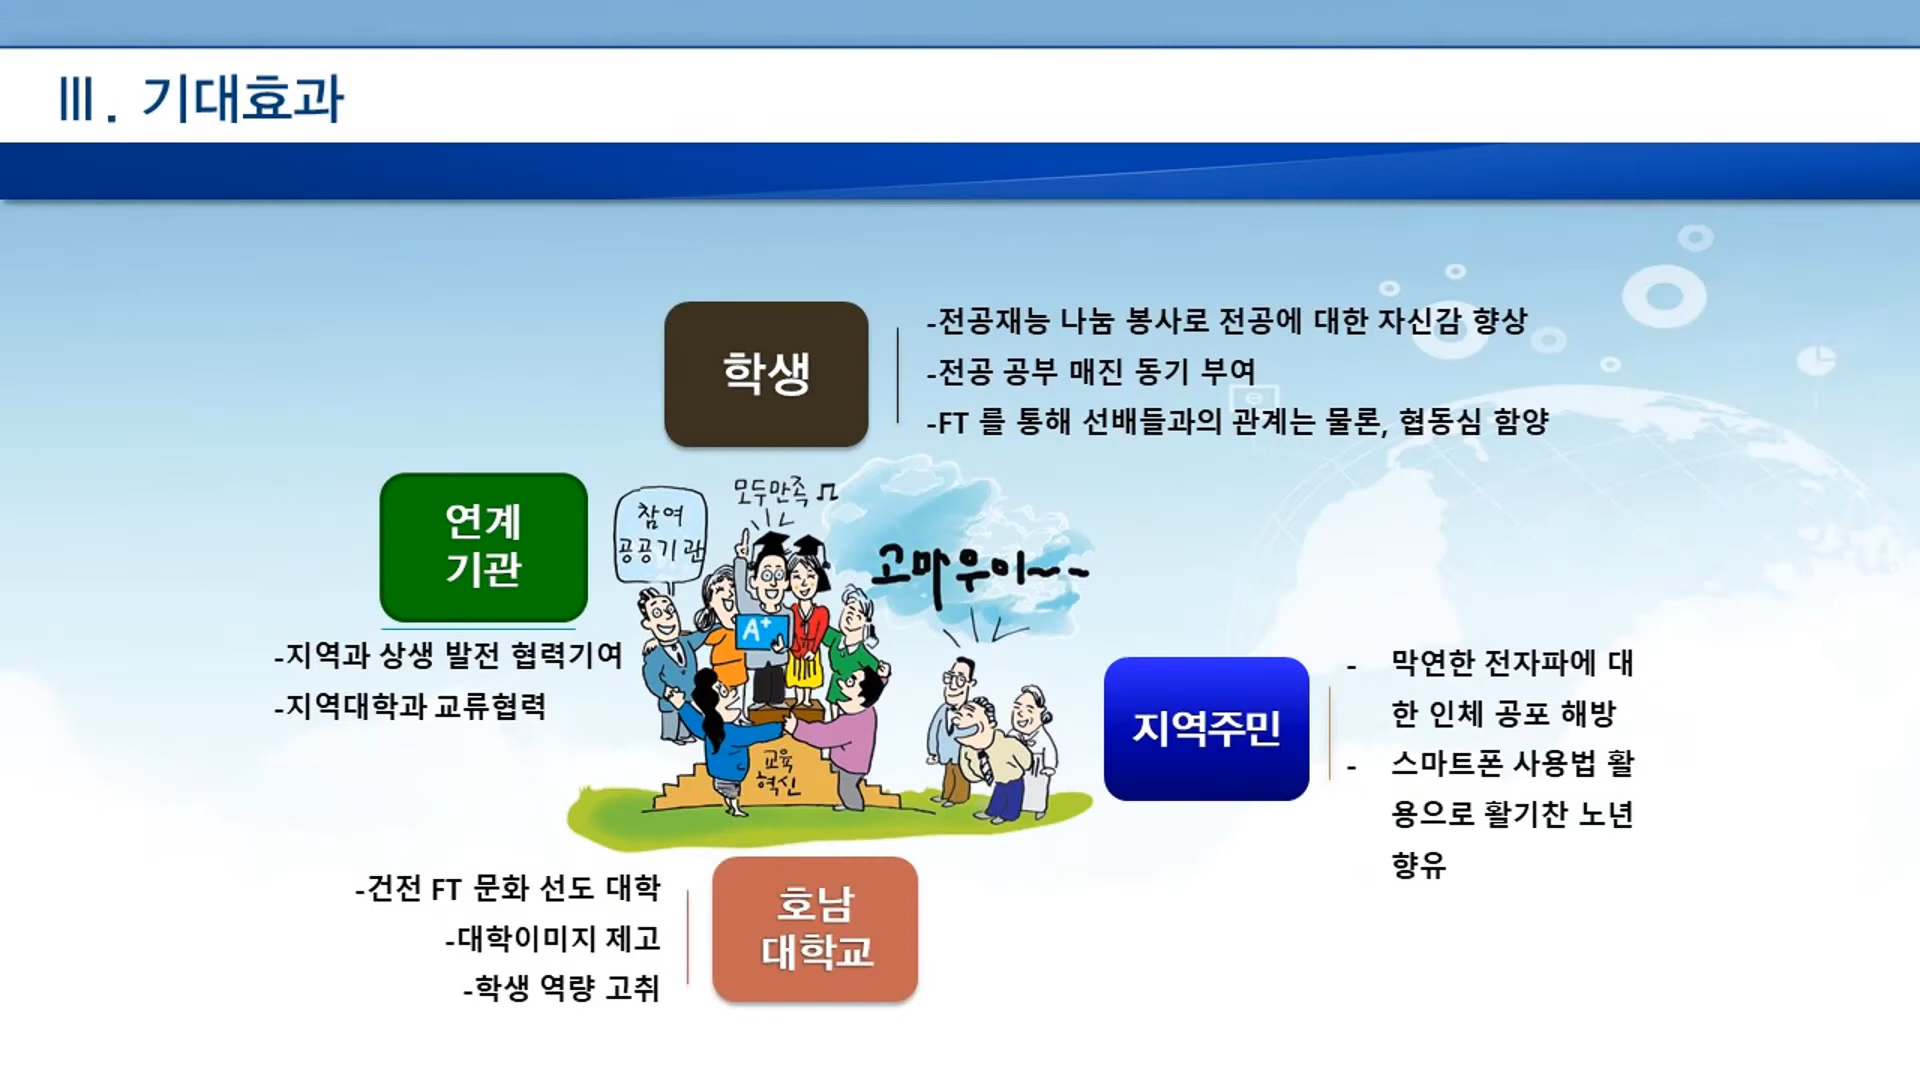 Ⅲ. 기대효과
학생
-전공재능 나눔 봉사로 전공에 대한 자신감 향상
-전공 공부 매진 동기 부여
-FT 를 통해 선배들과의 관계는 물론, 협동심 함양
연계
기관
-지역과 상생 발전 협력기여
-지역대학과 교류협력
참여
공공기관
모두만족 ♫
고마우이~~
A+
교육
혁신
지역주민
- 막연한 전자파에 대
한 인체 공포 해방
- 스마트폰 사용법 활
용으로 활기찬 노년
향유
-건전 FT 문화 선도 대학
-대학이미지 제고
-학생 역량 고취
호남
대학교